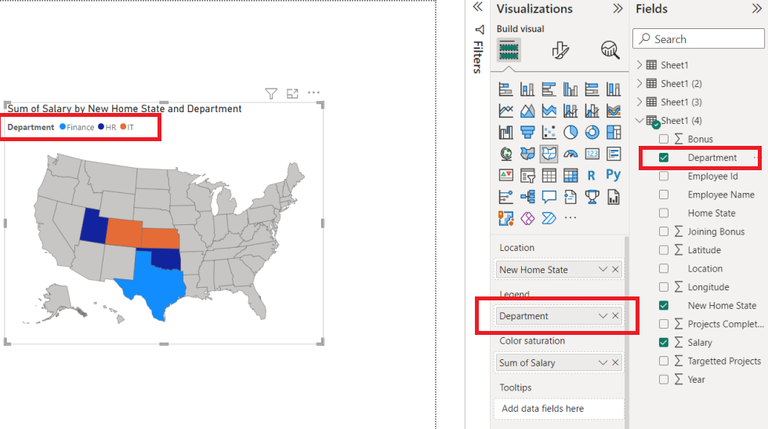 Visualizations
Fields
Build visual
Search
Filters
Sheet1
Sheet1 (2)
Sheet1 (3)
Sheet1 (4)
Sum of Salary by New Home State and Department
Department Finance HR IT
Bonus
Department
Employee Id
Employee Name
Home State
Joining Bonus
Latitude
Location
Longitude
New Home State
Projects Complet...
Salary
Targetted Projects
Year
123
R Py
Location
New Home State
Legend
Department
Color saturation
Sum of Salary
Tooltips
Add data fields here